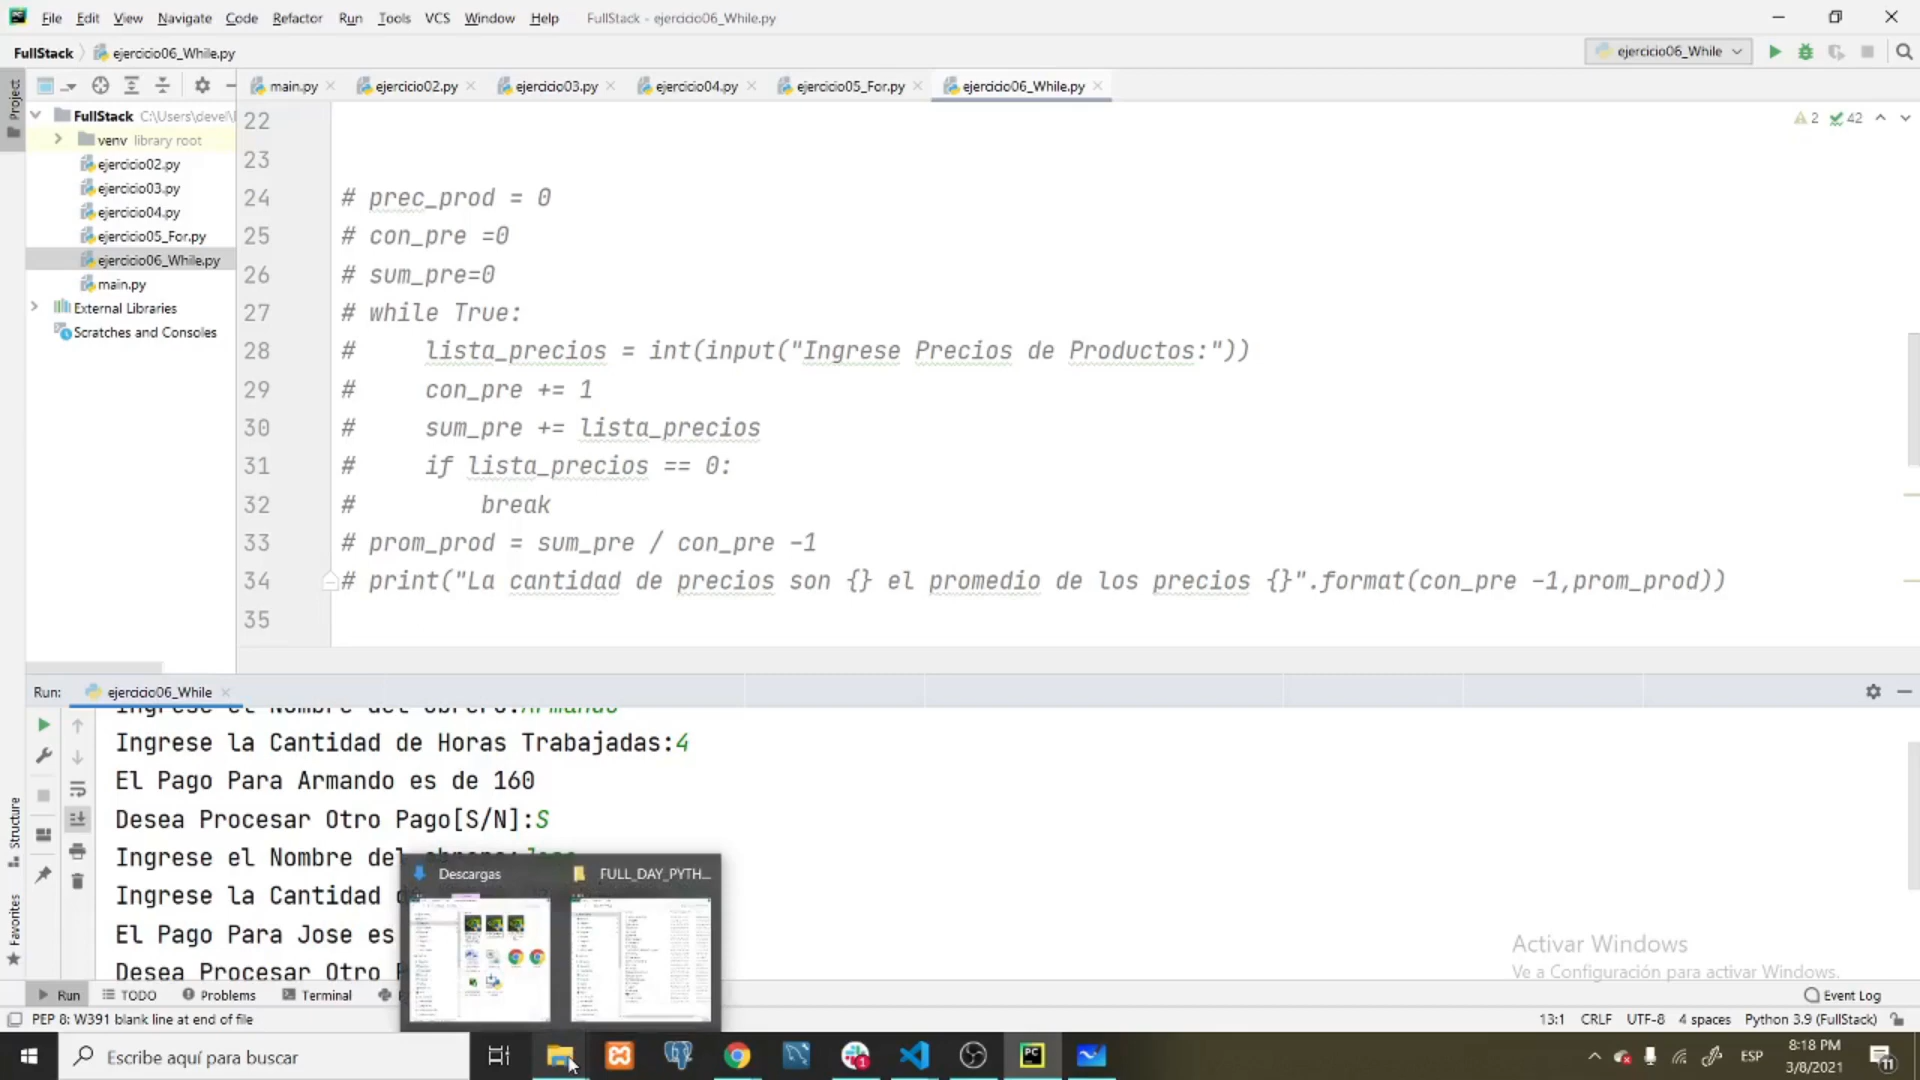 File Edit View Navigate Code Refactor Run Tools VCS Window Help FullStack - ejercicio06_While.py
FullStack ejercicio06_While.py ejercicio06_While
Project main.py ejercicio02.py ejercicio03.py ejercicio04.py ejercicio05_For.py ejercicio06_While.py
FullStack C:\Users\devel\
venv library root
ejercicio02.py
ejercicio03.py
ejercicio04.py
ejercicio05_For.py
ejercicio06_While.py
main.py
External Libraries
Scratches and Consoles
2 42
22
23
24 # prec_prod = 0
25 # con_pre =0
26 # sum_pre=0
27 # while True:
28 # lista_precios = int(input("Ingrese Precios de Productos:"))
29 # con_pre += 1
30 # sum_pre += lista_precios
31 # if lista_precios == 0:
32 # break
33 # prom_prod = sum_pre / con_pre -1
34 # print("La cantidad de precios son {} el promedio de los precios {}".format(con_pre -1,prom_prod))
35
Run: ejercicio06_While
Ingrese el Nombre del obrero:Armando
Ingrese la Cantidad de Horas Trabajadas:4
El Pago Para Armando es de 160
Desea Procesar Otro Pago[S/N]:S
Ingrese el Nombre del obrero:Jose
Ingrese la Cantidad
El Pago Para Jose es
Desea Procesar Otro
Structure
Favorites
Descargas FULL_DAY_PYTH...
Activar Windows
Ve a Configuración para activar Windows.
Run TODO Problems Terminal Event Log
PEP 8: W391 blank line at end of file 13:1 CRLF UTF-8 4 spaces Python 3.9 (FullStack)
Escribe aquí para buscar
ESP
8:18 PM
3/8/2021
11